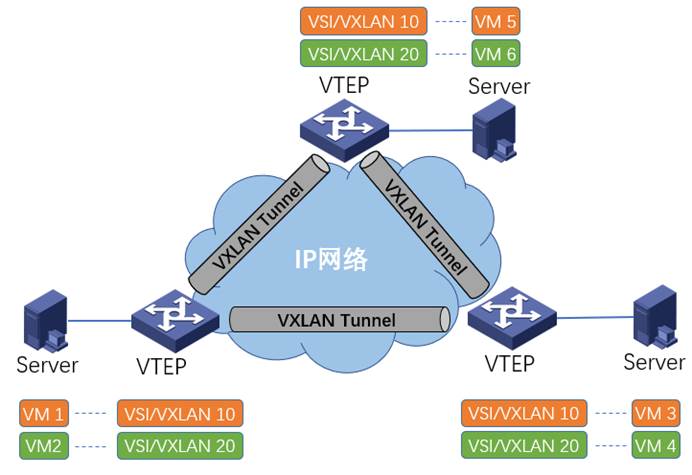 VSI/VXLAN 10 VM 5
VSI/VXLAN 20 VM 6
VTEP Server
VXLAN Tunnel
VXLAN Tunnel
IP网络
VXLAN Tunnel
Server VTEP
VTEP Server
VM 1 VSI/VXLAN 10
VM2 VSI/VXLAN 20
VSI/VXLAN 10 VM 3
VSI/VXLAN 20 VM 4